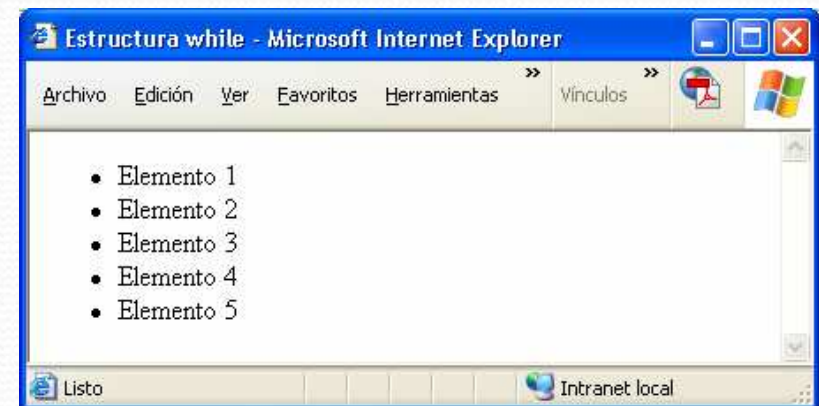 Estructura while - Microsoft Internet Explorer
Archivo Edición Ver Favoritos Herramientas » Vínculos »
• Elemento 1
• Elemento 2
• Elemento 3
• Elemento 4
• Elemento 5
Listo Intranet local